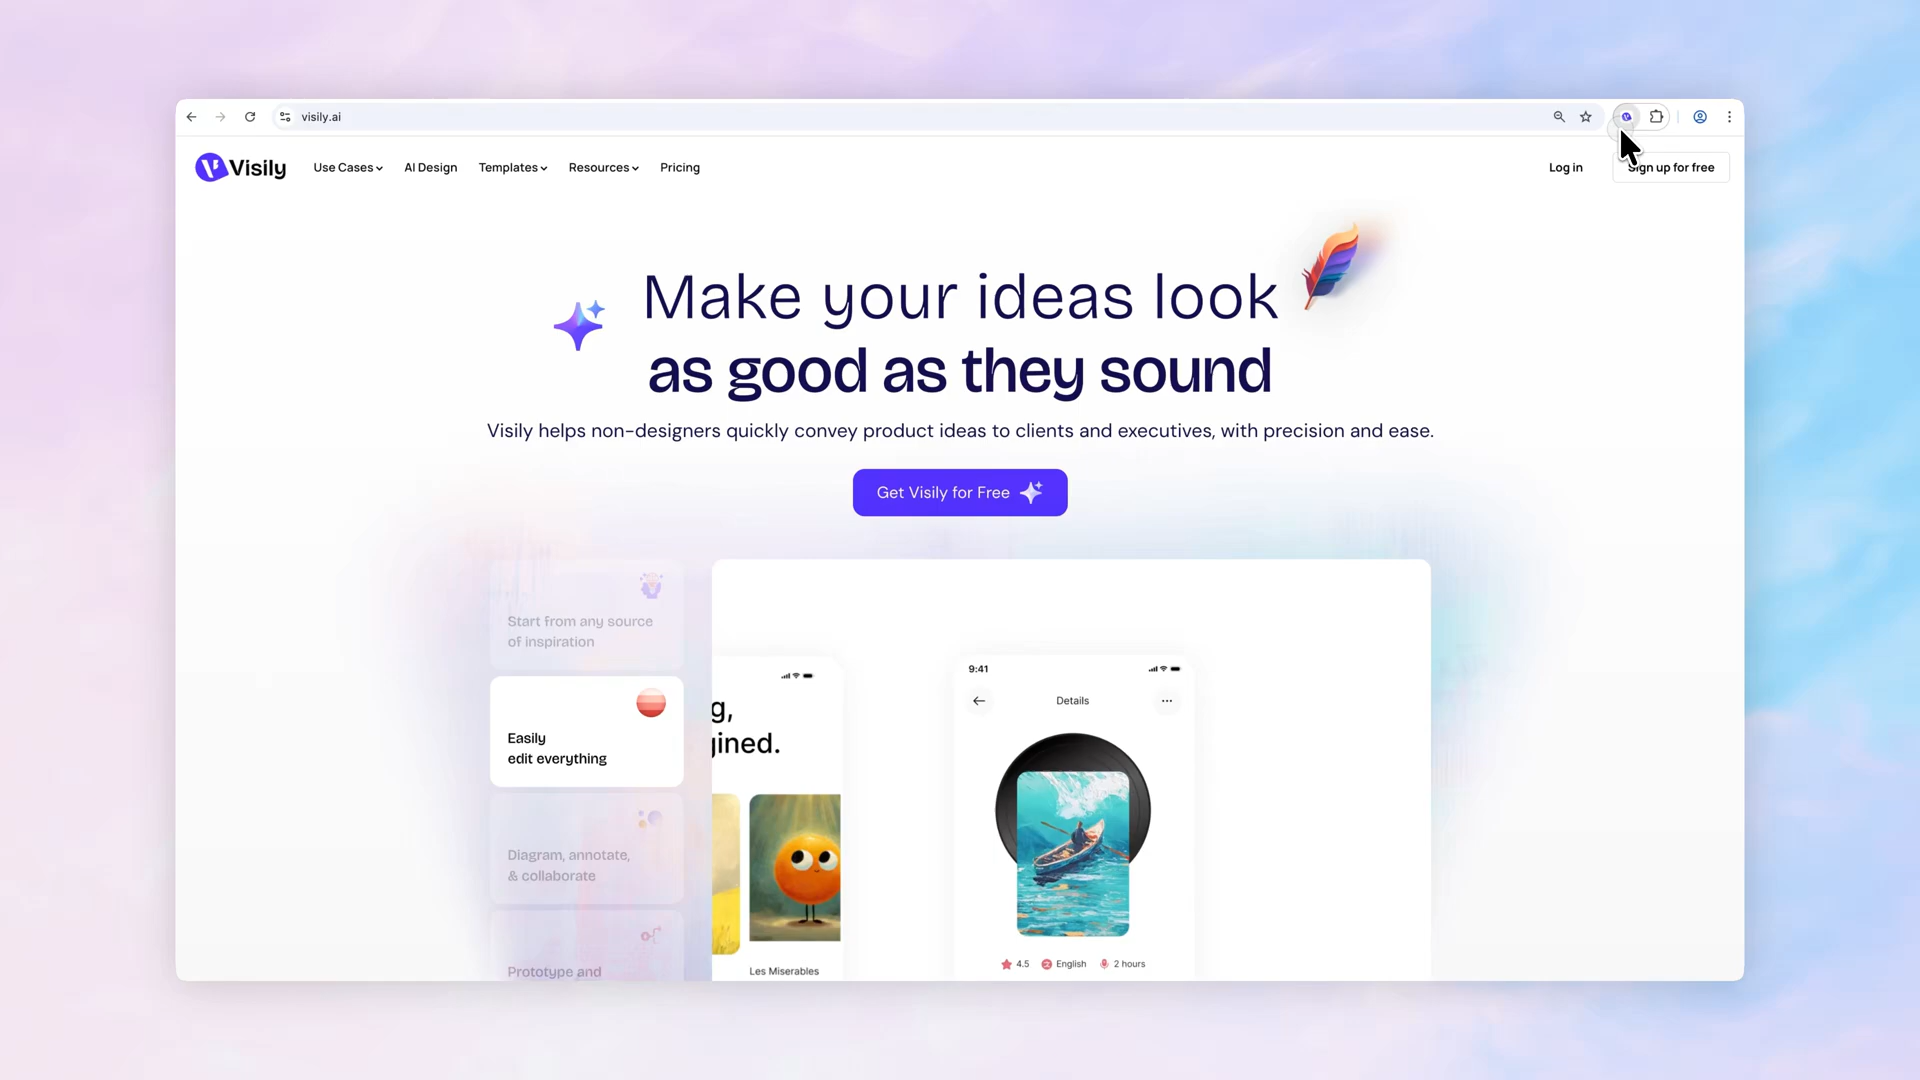 visily.ai
Visily
Use Cases
AI Design
Templates
Resources
Pricing
Log in
Sign up for free
Make your ideas look
as good as they sound
Visily helps non-designers quickly convey product ideas to clients and executives, with precision and ease.
Get Visily for Free
Start from any source
of inspiration
Easily
edit everything
Diagram, annotate,
& collaborate
Prototype and
g,
gined.
Les Miserables
9:41
Details
4.5
English
2 hours